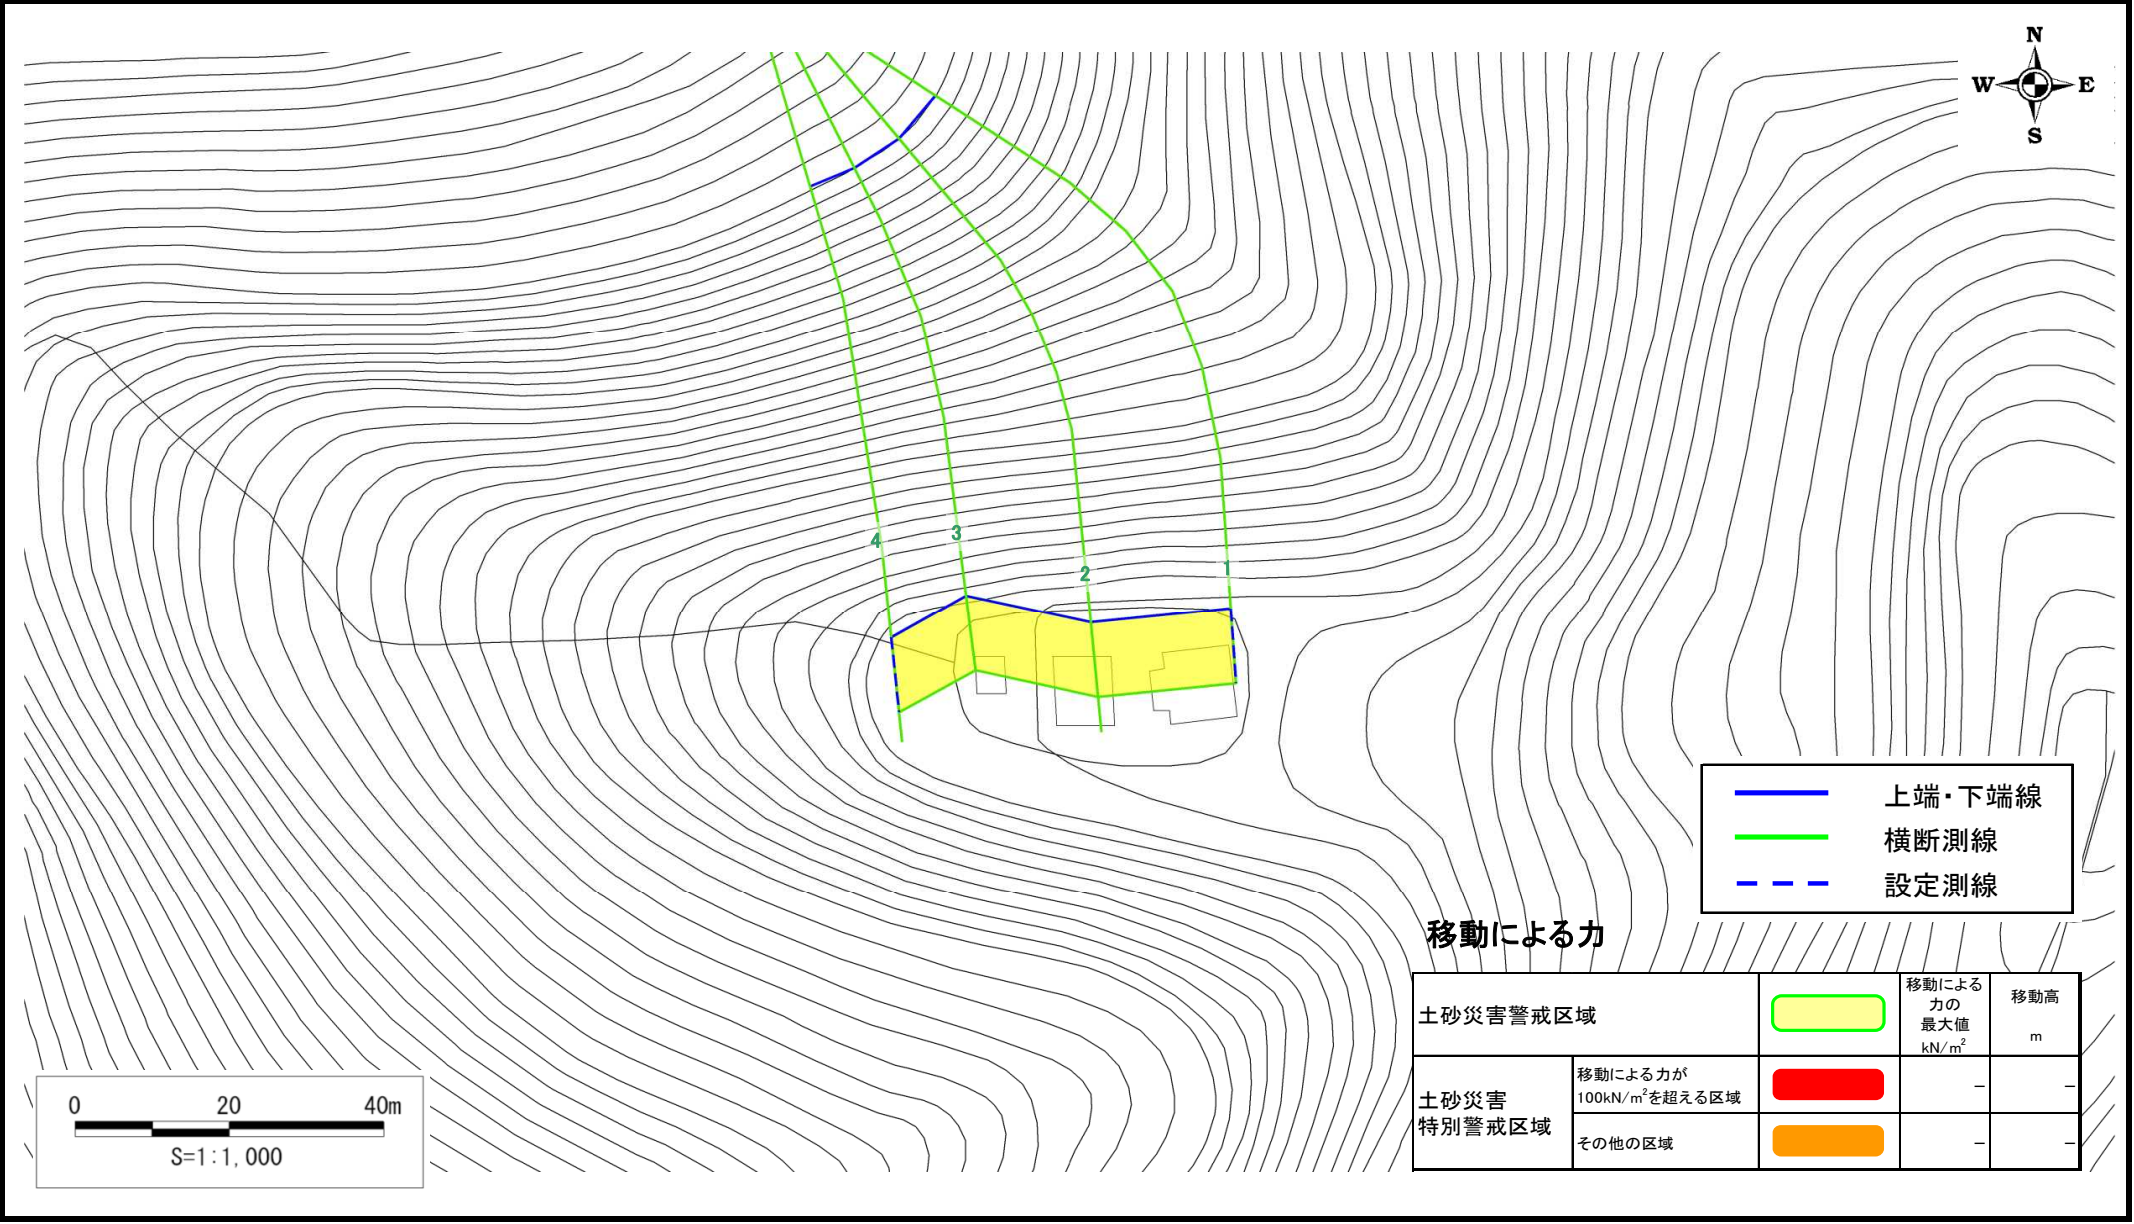 N
W E
S
4
3
2
1
上端・下端線
横断測線
設定測線
移動による力
土砂災害警戒区域
移動による
力の
最大値
kN/m²
移動高
m
土砂災害
特別警戒区域
移動による力が
100kN/m²を超える区域
－ －
その他の区域
－ －
0 20 40m
S=1:1,000